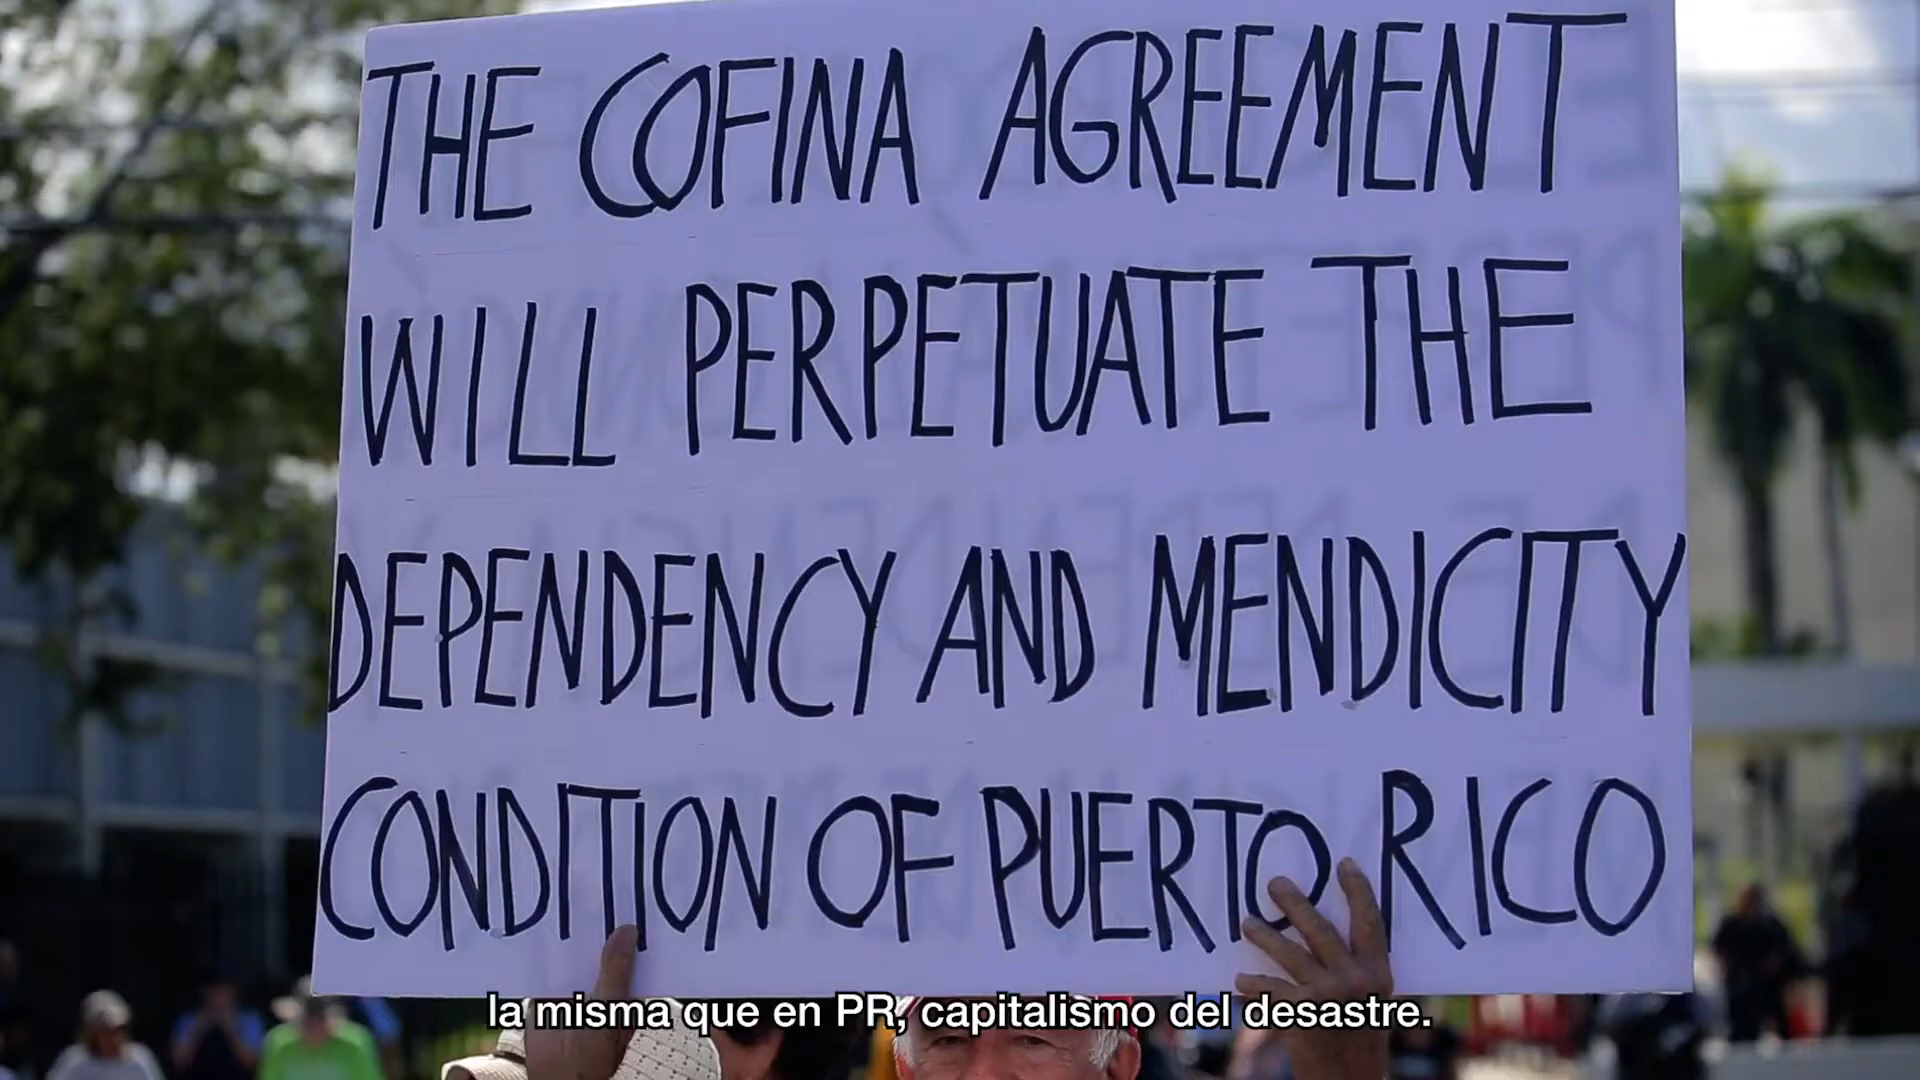 THE COFINA AGREEMENT
WILL PERPETUATE THE
DEPENDENCY AND MENDICITY
CONDITION OF PUERTO RICO
la misma que en PR, capitalismo del desastre.